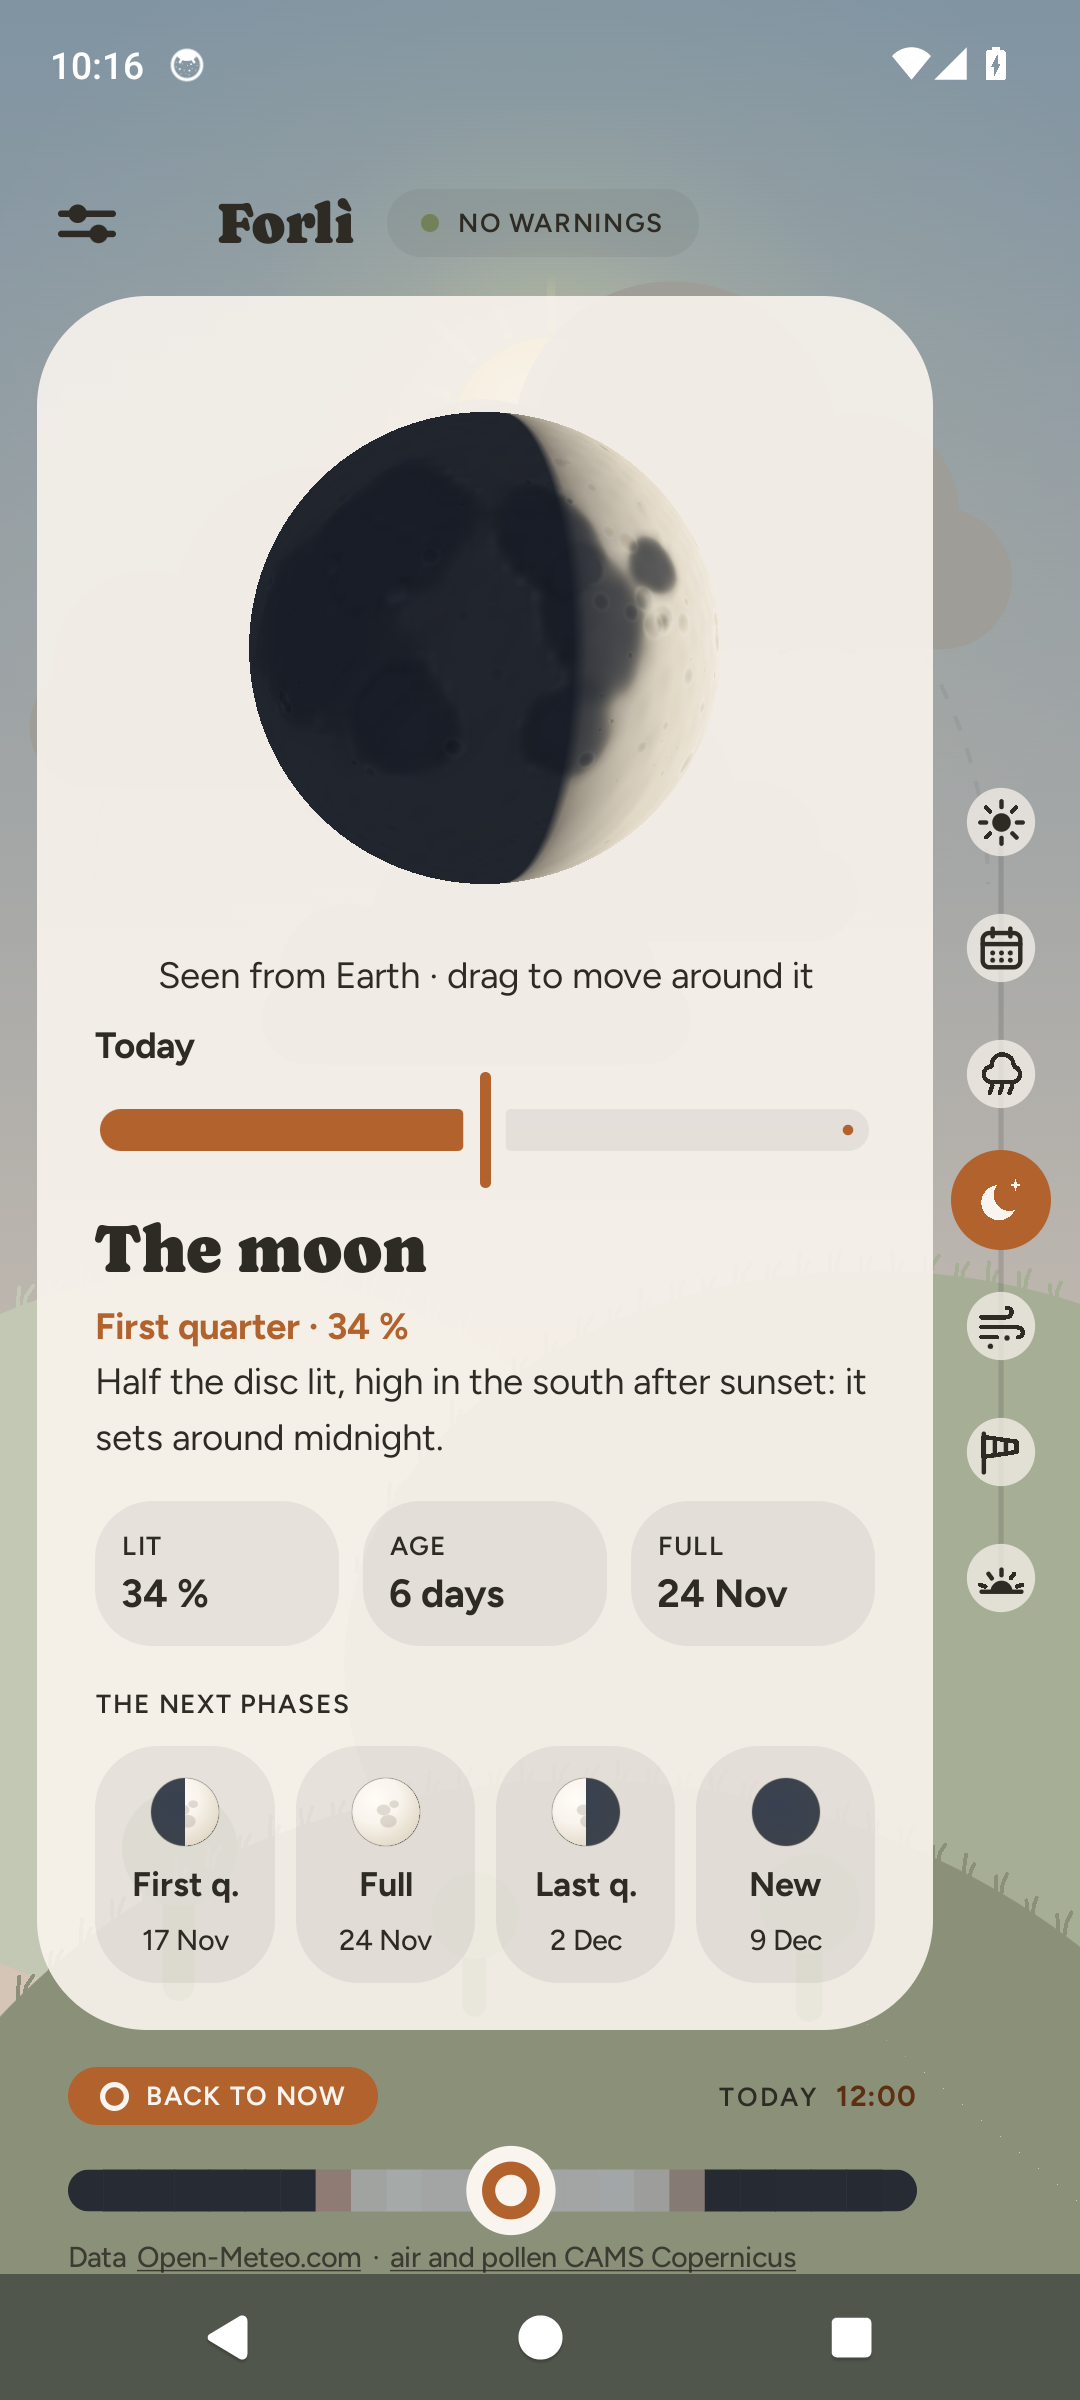 10:16
Forlì
NO WARNINGS
Seen from Earth · drag to move around it
Today
The moon
First quarter · 34 %
Half the disc lit, high in the south after sunset: it
sets around midnight.
LIT
34 %
AGE
6 days
FULL
24 Nov
THE NEXT PHASES
First q.
17 Nov
Full
24 Nov
Last q.
2 Dec
New
9 Dec
BACK TO NOW
TODAY 12:00
Data Open-Meteo.com · air and pollen CAMS Copernicus